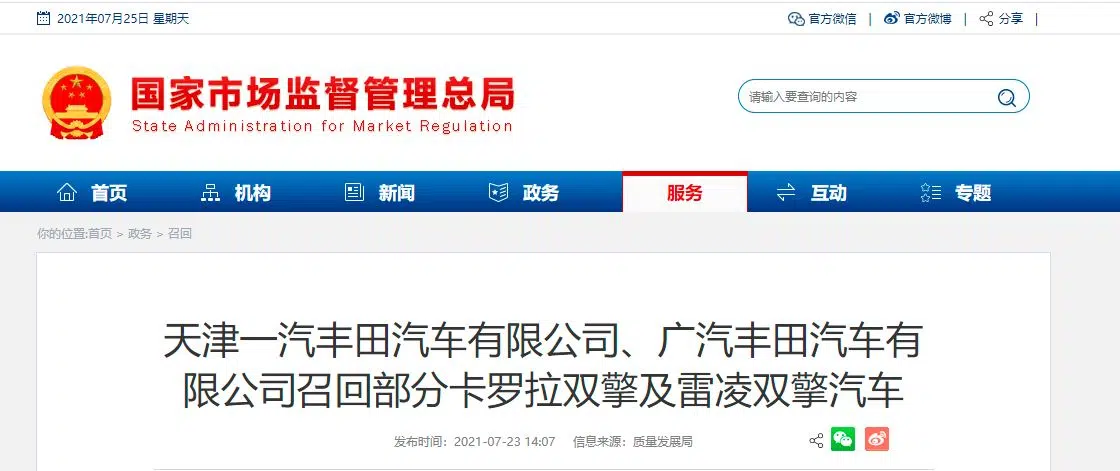 2021年07月25日 星期天
官方微信 | 官方微博 | 分享 |
国家市场监督管理总局
State Administration for Market Regulation
请输入要查询的内容
首页 机构 新闻 政务 服务 互动 专题
你的位置:首页 > 政务 > 召回
天津一汽丰田汽车有限公司、广汽丰田汽车有
限公司召回部分卡罗拉双擎及雷凌双擎汽车
发布时间：2021-07-23 14:07 信息来源：质量发展局